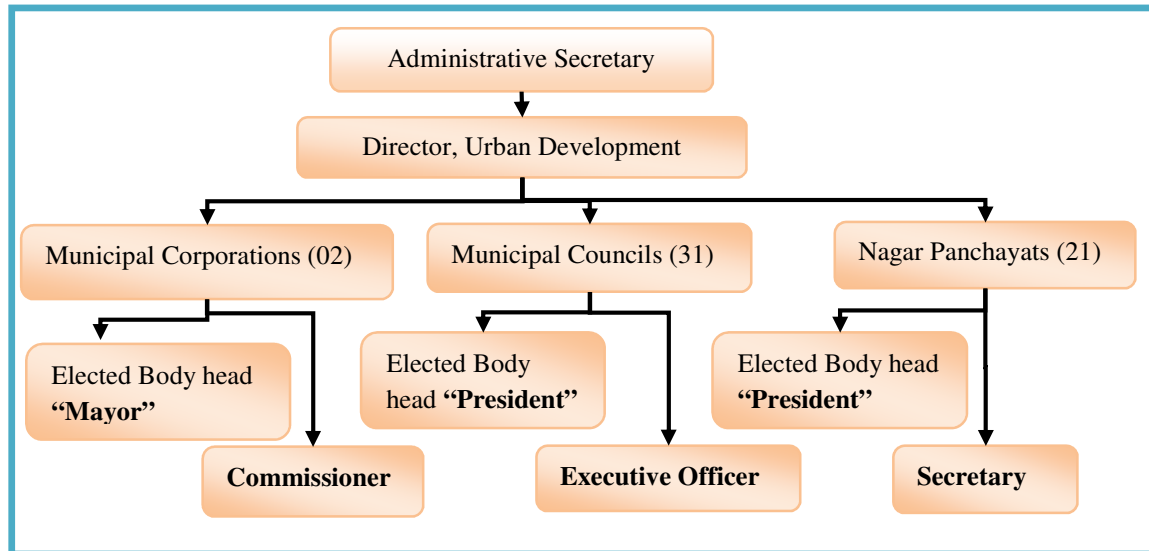 Administrative Secretary
Director, Urban Development
Municipal Corporations (02)
Municipal Councils (31)
Nagar Panchayats (21)
Elected Body head
“Mayor”
Elected Body
head “President”
Elected Body head
“President”
Commissioner
Executive Officer
Secretary